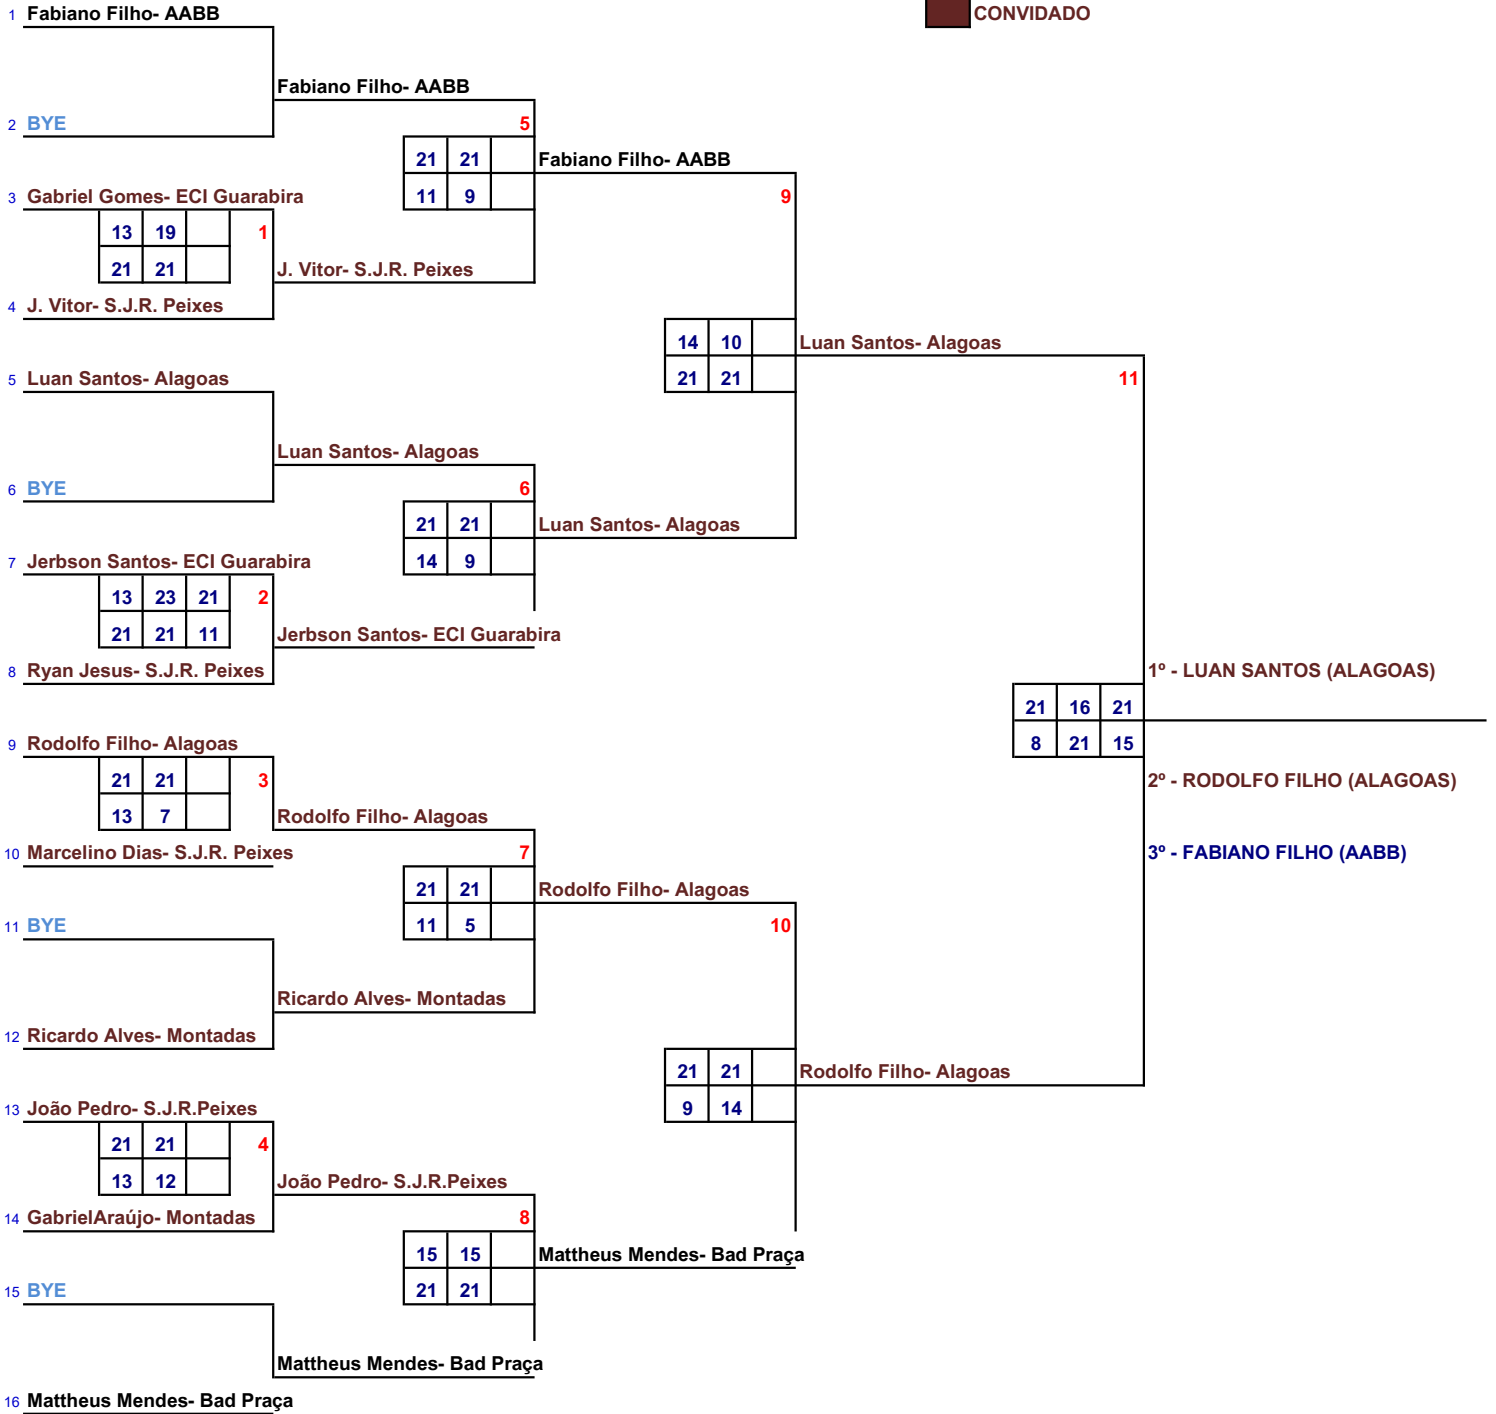 1 Fabiano Filho- AABB
CONVIDADO
Fabiano Filho- AABB
2 BYE
5
21 21
Fabiano Filho- AABB
11 9
3 Gabriel Gomes- ECI Guarabira
9
13 19
1
21 21
J. Vitor- S.J.R. Peixes
4 J. Vitor- S.J.R. Peixes
14 10
Luan Santos- Alagoas
21 21
11
5 Luan Santos- Alagoas
Luan Santos- Alagoas
6 BYE
6
21 21
Luan Santos- Alagoas
14 9
7 Jerbson Santos- ECI Guarabira
13 23 21
2
21 21 11
Jerbson Santos- ECI Guarabira
8 Ryan Jesus- S.J.R. Peixes
1º - LUAN SANTOS (ALAGOAS)
21 16 21
8 21 15
9 Rodolfo Filho- Alagoas
21 21
3
2º - RODOLFO FILHO (ALAGOAS)
13 7
Rodolfo Filho- Alagoas
10 Marcelino Dias- S.J.R. Peixes
7
3º - FABIANO FILHO (AABB)
21 21
Rodolfo Filho- Alagoas
11 5
10
11 BYE
Ricardo Alves- Montadas
12 Ricardo Alves- Montadas
21 21
Rodolfo Filho- Alagoas
9 14
13 João Pedro- S.J.R.Peixes
21 21
4
13 12
João Pedro- S.J.R.Peixes
14 GabrielAraújo- Montadas
8
15 15
Mattheus Mendes- Bad Praça
21 21
15 BYE
Mattheus Mendes- Bad Praça
16 Mattheus Mendes- Bad Praça